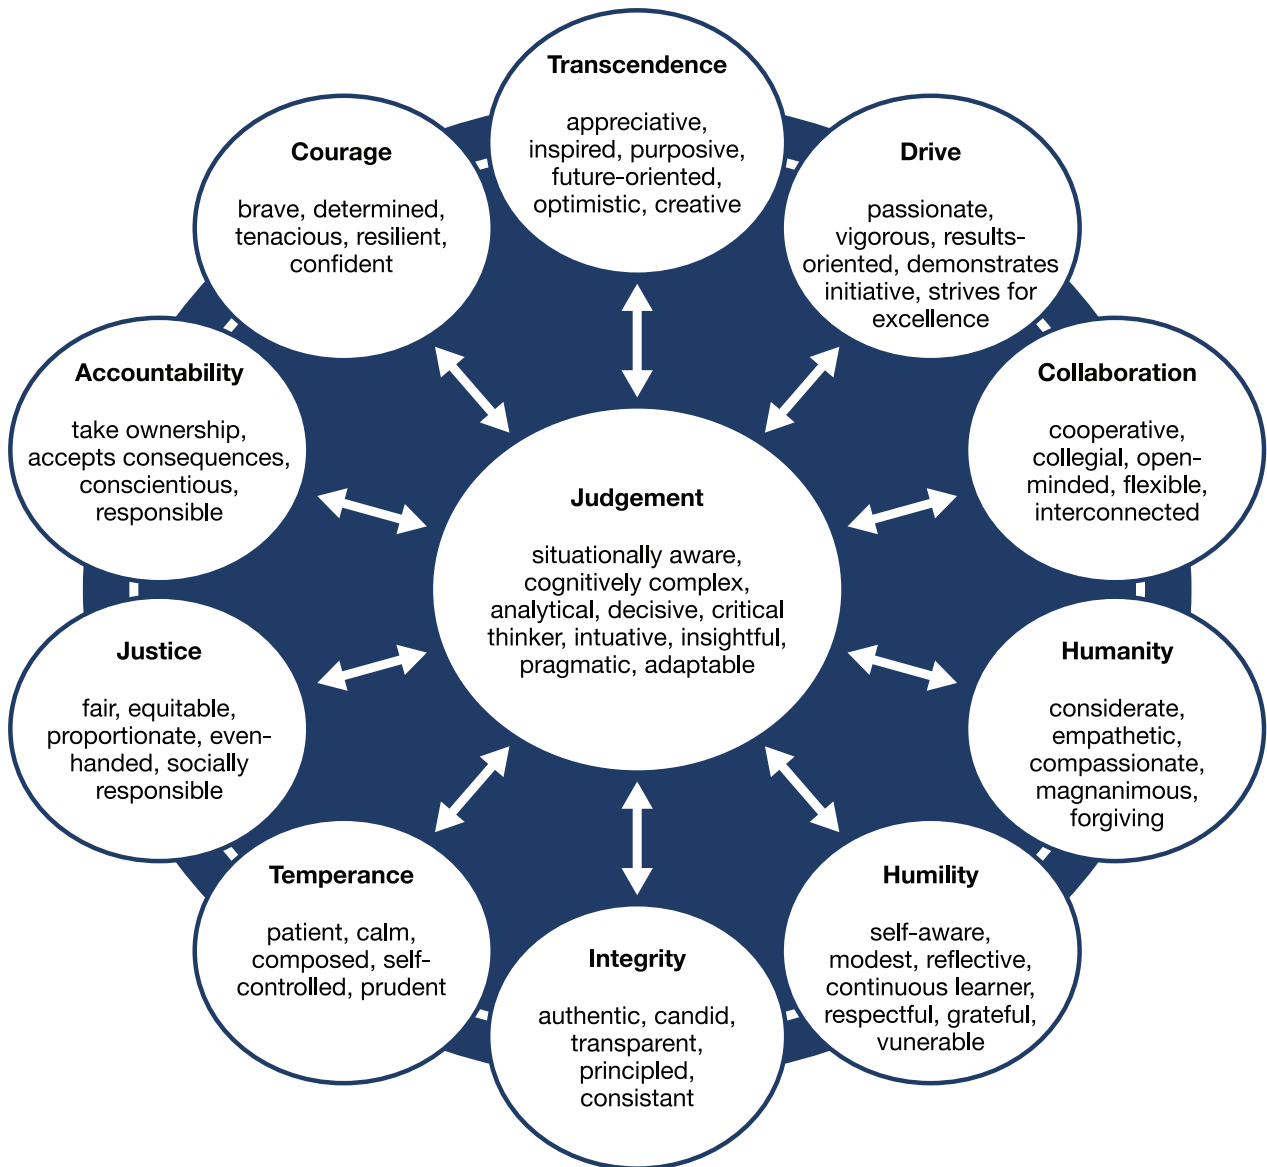 Transcendence
appreciative,
inspired, purposive,
future-oriented,
optimistic, creative
Drive
passionate,
vigorous, results-
oriented, demonstrates
initiative, strives for
excellence
Collaboration
cooperative,
collegial, open-
minded, flexible,
interconnected
Humanity
considerate,
empathetic,
compassionate,
magnanimous,
forgiving
Humility
self-aware,
modest, reflective,
continuous learner,
respectful, grateful,
vunerable
Integrity
authentic, candid,
transparent,
principled,
consistant
Temperance
patient, calm,
composed, self-
controlled, prudent
Justice
fair, equitable,
proportionate, even-
handed, socially
responsible
Accountability
take ownership,
accepts consequences,
conscientious,
responsible
Courage
brave, determined,
tenacious, resilient,
confident
Judgement
situationally aware,
cognitively complex,
analytical, decisive, critical
thinker, intuative, insightful,
pragmatic, adaptable